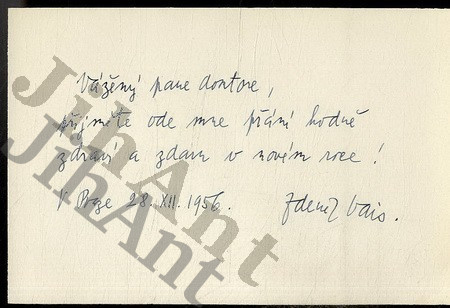 Vážený pane doktore,
přijměte ode mne přání hodně
zdraví a zdaru v novém roce!
V Praze 28. XII. 1956. Zdeněk Vais.
JihAnt
JihAnt